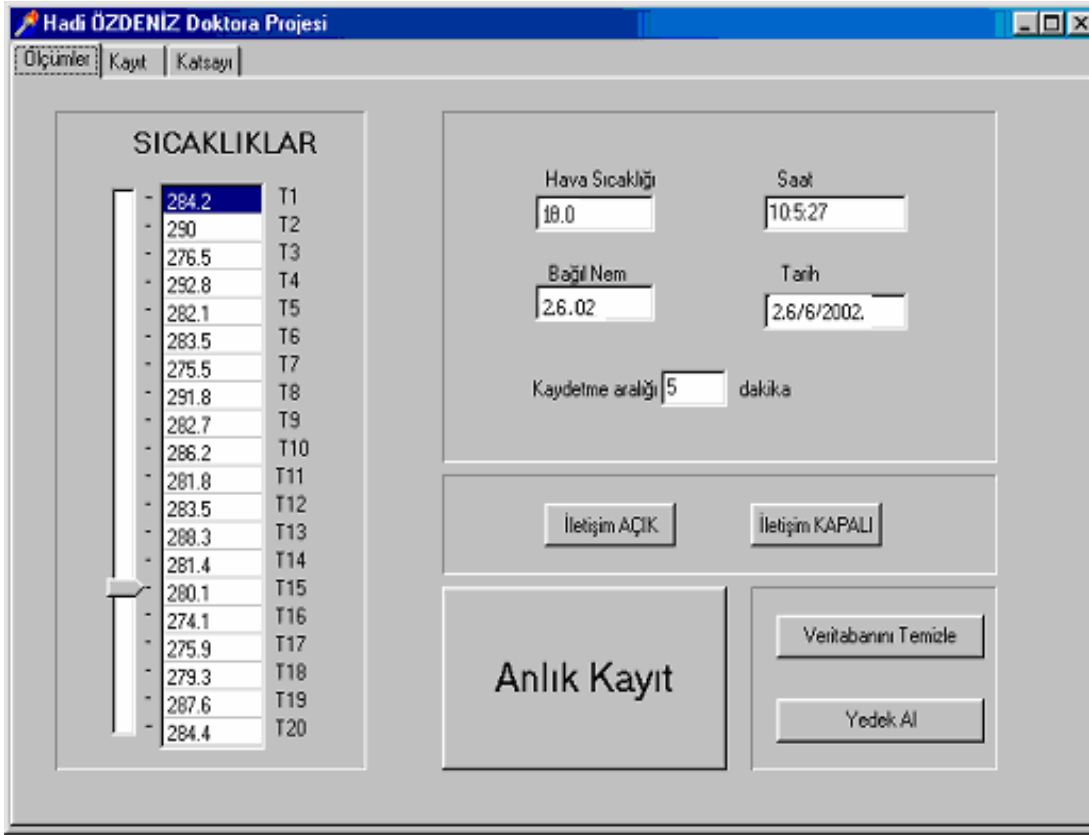 Hadi ÖZDENİZ Doktora Projesi
Ölçümler Kayıt Katsayı
SICAKLIKLAR
284.2 T1
290 T2
276.5 T3
292.8 T4
282.1 T5
283.5 T6
275.5 T7
291.8 T8
282.7 T9
286.2 T10
281.8 T11
283.5 T12
288.3 T13
281.4 T14
280.1 T15
274.1 T16
275.9 T17
279.3 T18
287.6 T19
284.4 T20
Hava Sıcaklığı Saat
18.0 10:5:27
Bağıl Nem Tarih
2.6..02 2.6/6/2002.
Kaydetme aralığı 5 dakika
İletişim AÇIK İletişim KAPALI
Anlık Kayıt
Veritabanını Temizle
Yedek Al